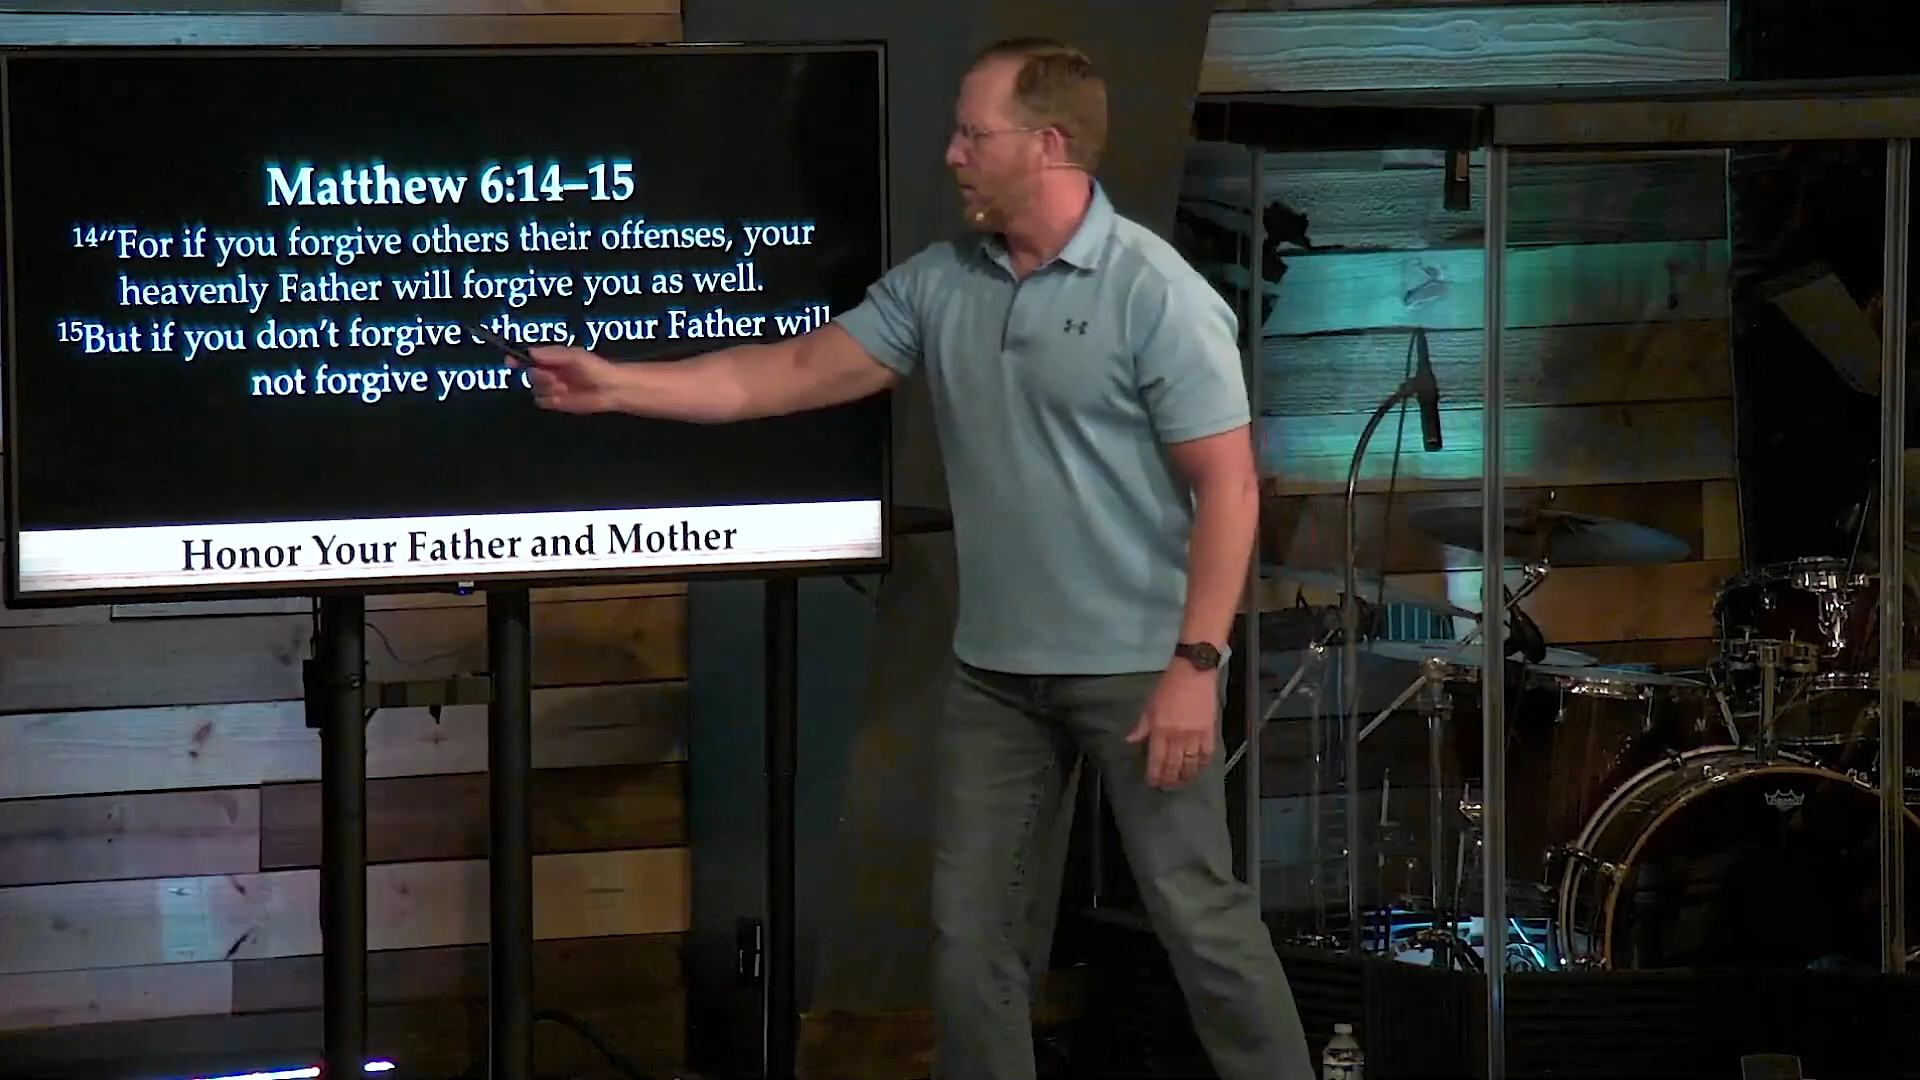 Matthew 6:14–15
14“For if you forgive others their offenses, your
heavenly Father will forgive you as well.
15But if you don’t forgive others, your Father will
not forgive your
Honor Your Father and Mother